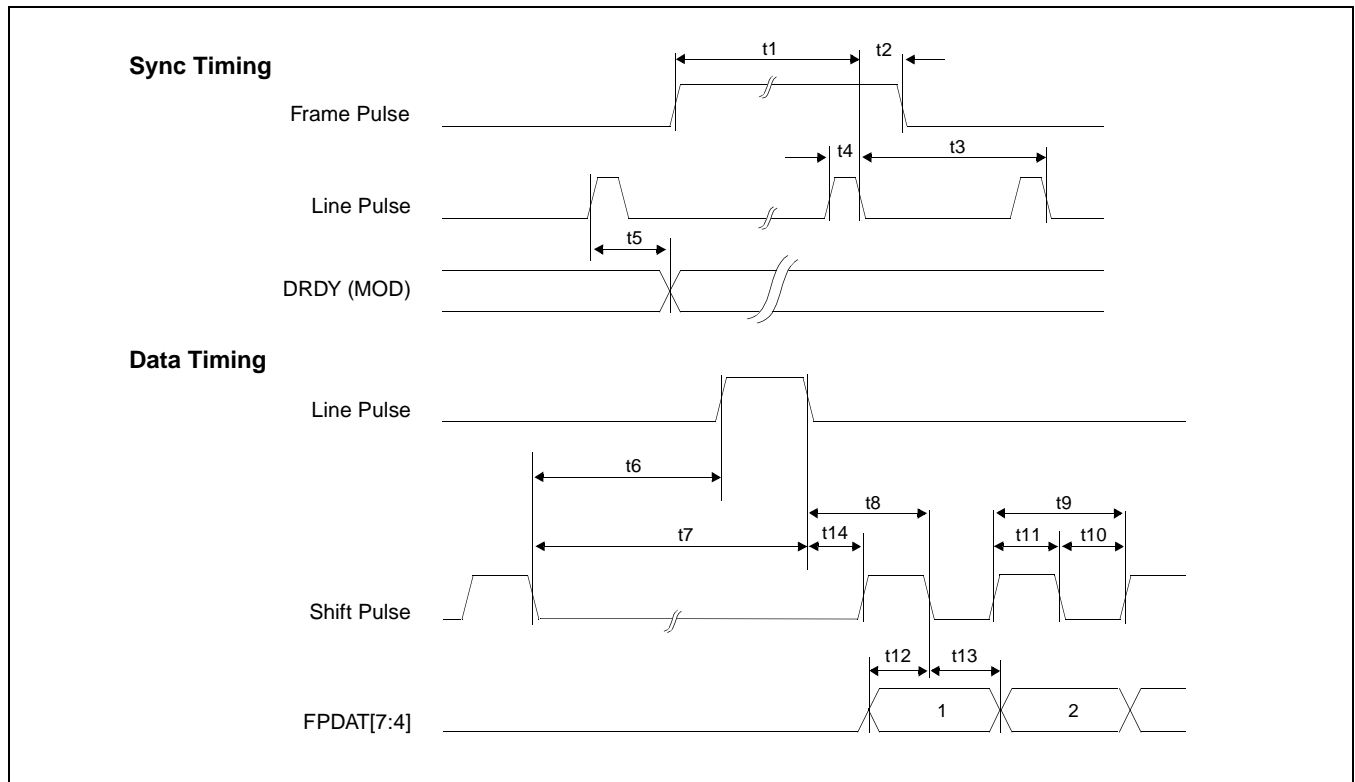 Sync Timing
t1
t2
Frame Pulse
t4
t3
Line Pulse
t5
DRDY (MOD)
Data Timing
Line Pulse
t6
t8
t9
t7
t14
t11
t10
Shift Pulse
t12
t13
FPDAT[7:4]
1
2